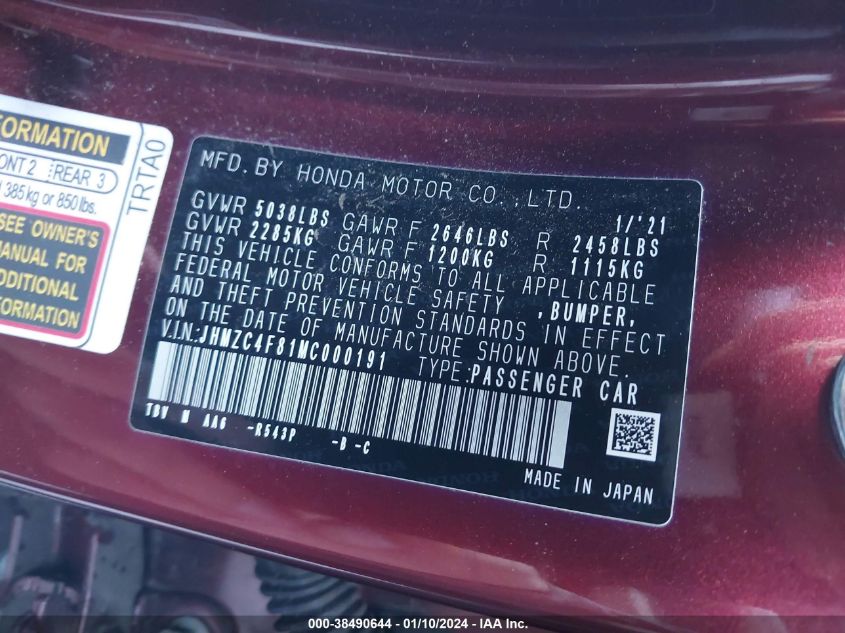 FORMATION
ONT 2 REAR 3
385 kg or 850 lbs.
SEE OWNER'S
MANUAL FOR
ADDITIONAL
FORMATION
TRTA0
MFD. BY HONDA MOTOR CO., LTD.
1/'21
GVWR 5038LBS GAWR F 2646LBS R 2458LBS
GVWR 2285KG GAWR F 1200KG R 1115KG
THIS VEHICLE CONFORMS TO ALL APPLICABLE
FEDERAL MOTOR VEHICLE SAFETY , BUMPER,
AND THEFT PREVENTION STANDARDS IN EFFECT
ON THE DATE OF MANUFACTURE SHOWN ABOVE.
V.I.N.:JHMZC4F81MC000191 TYPE:PASSENGER CAR
TBV N AA6 -R543P -B -C
MADE IN JAPAN
000-38490644 - 01/10/2024 - IAA Inc.